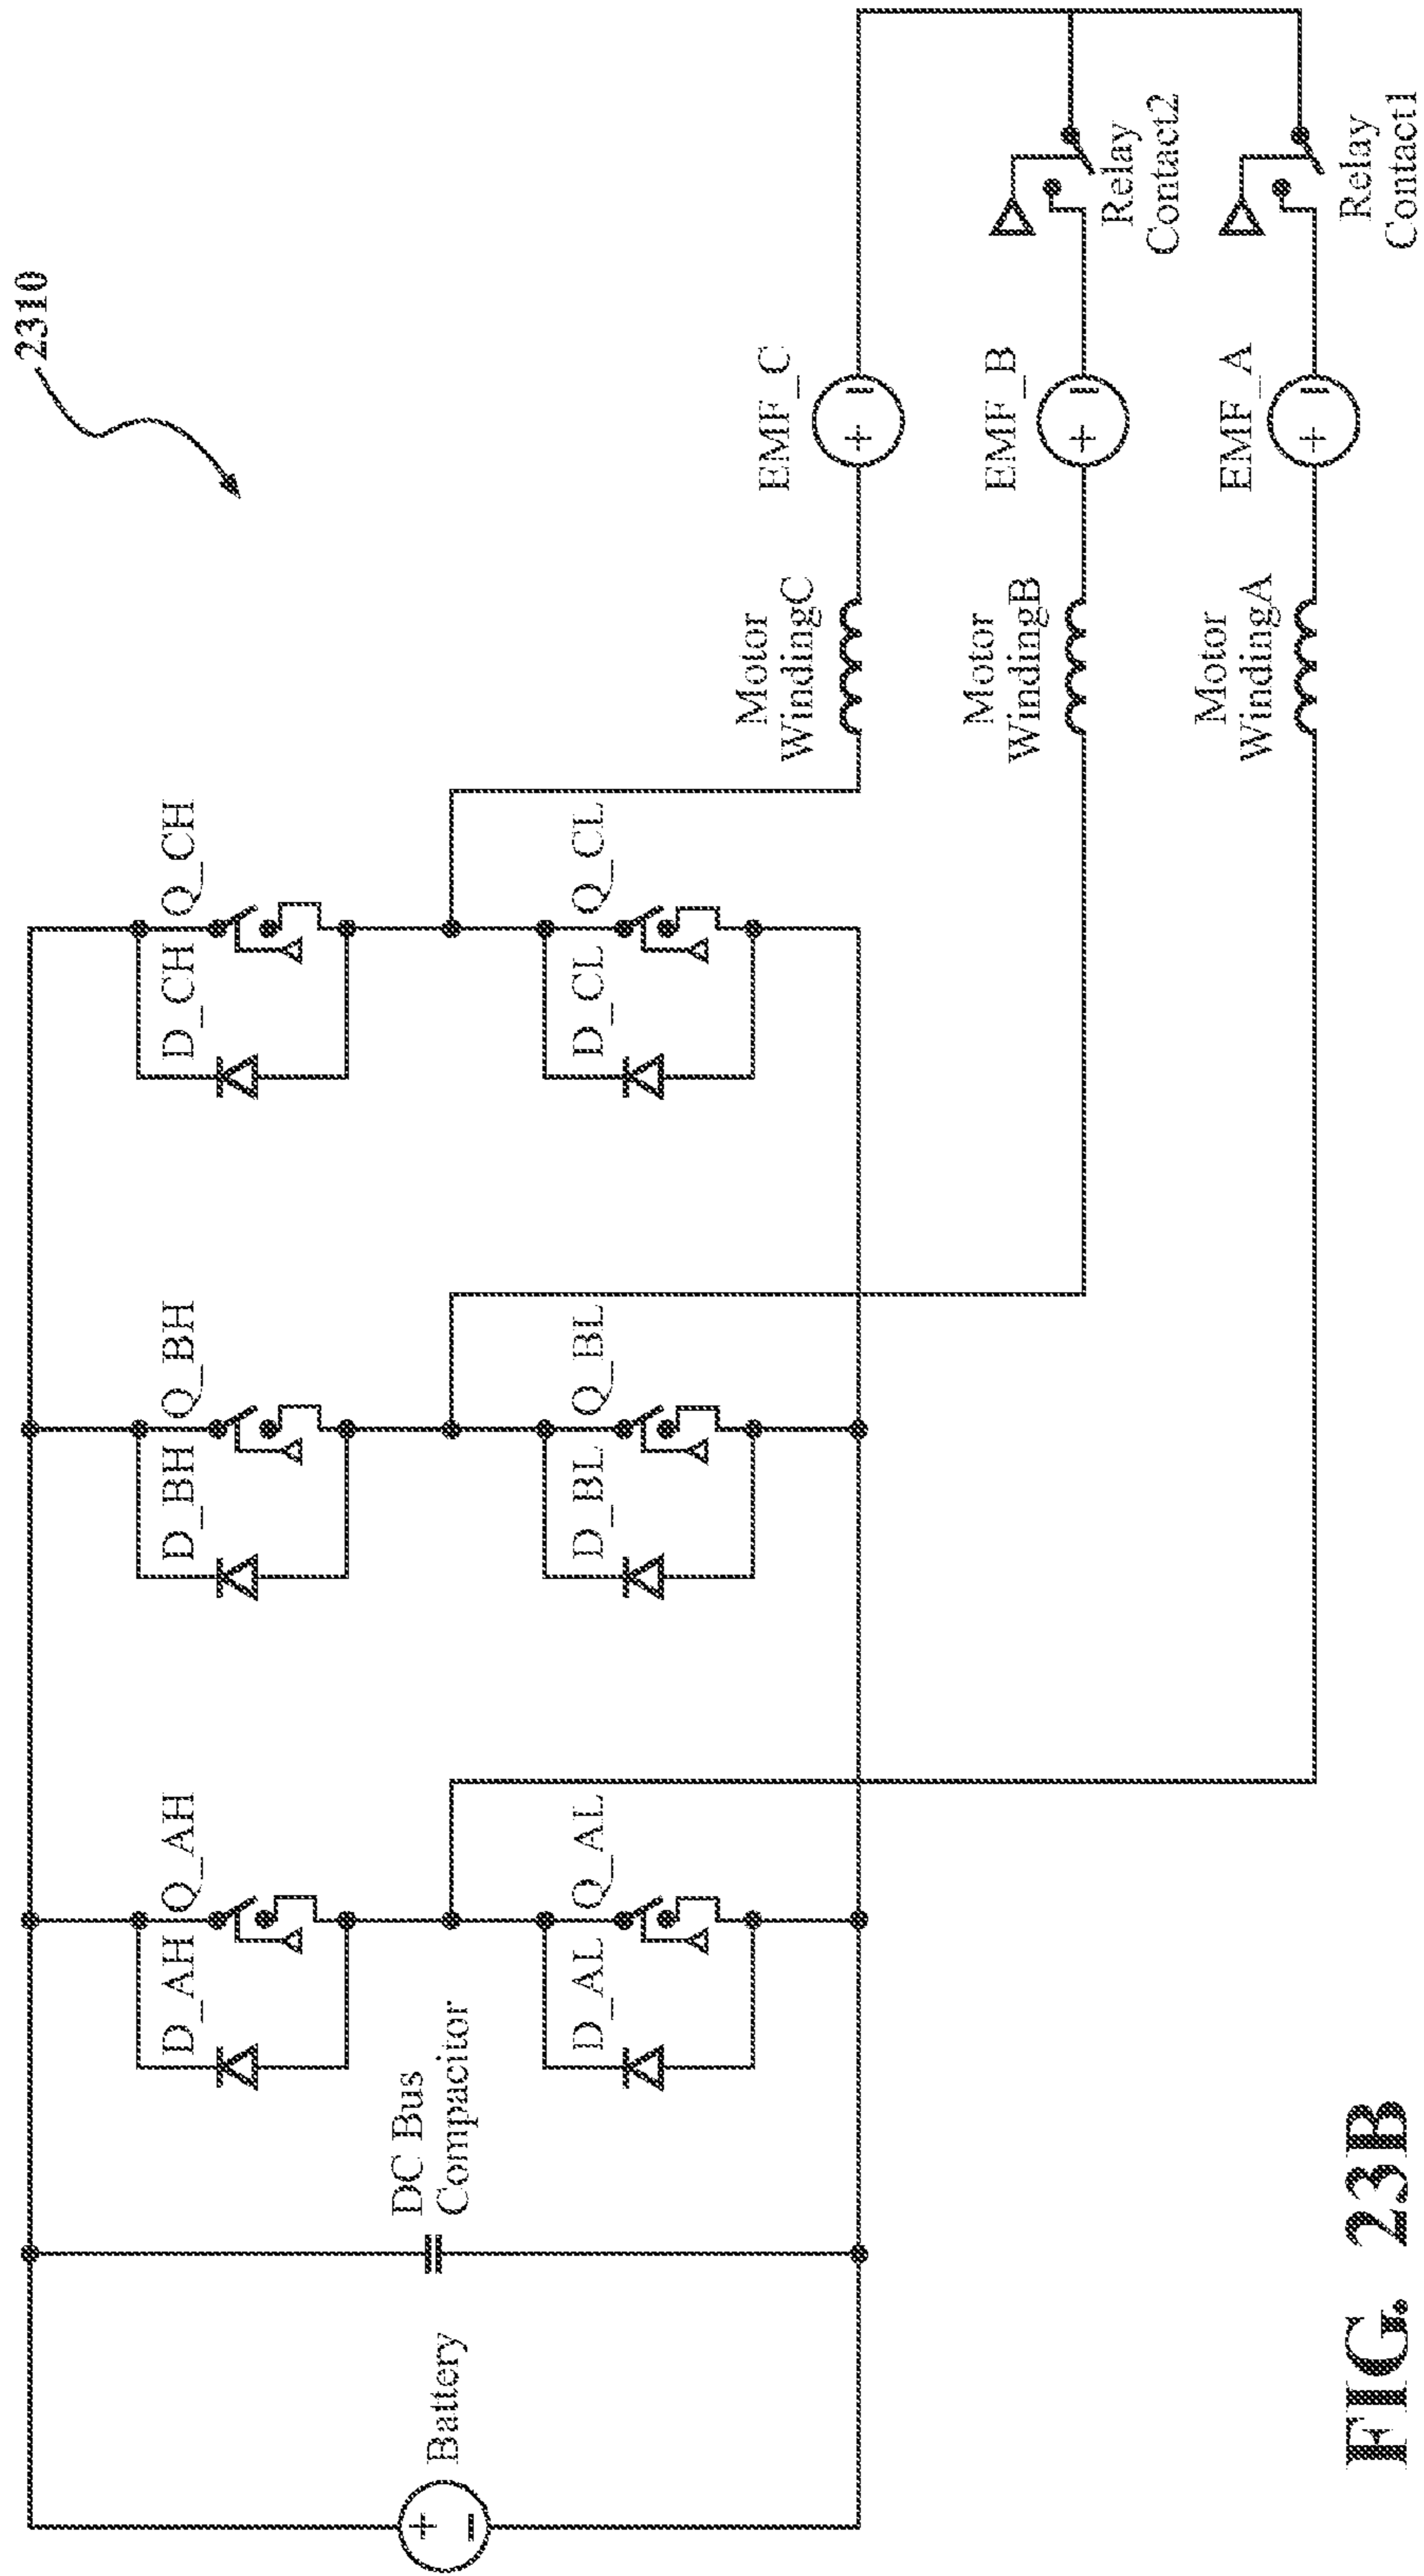 2310
Battery
DC Bus
Compacitor
D_AH
Q_AH
D_AL
Q_AL
D_BH
Q_BH
D_BL
Q_BL
D_CH
Q_CH
D_CL
Q_CL
Motor
WindingC
EMF_C
+
-
Motor
WindingB
EMF_B
+
-
Relay
Contact2
Motor
WindingA
EMF_A
+
-
Relay
Contact1
+
-
FIG. 23B